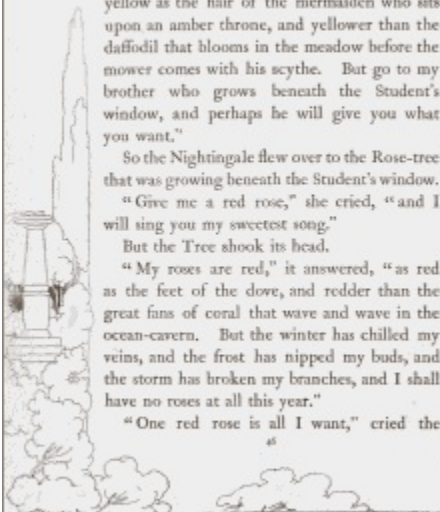 yellow as the hair of the mermaiden who sits
upon an amber throne, and yellower than the
daffodil that blooms in the meadow before the
mower comes with his scythe. But go to my
brother who grows beneath the Student's
window, and perhaps he will give you what
you want."
So the Nightingale flew over to the Rose-tree
that was growing beneath the Student's window.
"Give me a red rose," she cried, "and I
will sing you my sweetest song."
But the Tree shook its head.
"My roses are red," it answered, "as red
as the feet of the dove, and redder than the
great fans of coral that wave and wave in the
ocean-cavern. But the winter has chilled my
veins, and the frost has nipped my buds, and
the storm has broken my branches, and I shall
have no roses at all this year."
"One red rose is all I want," cried the